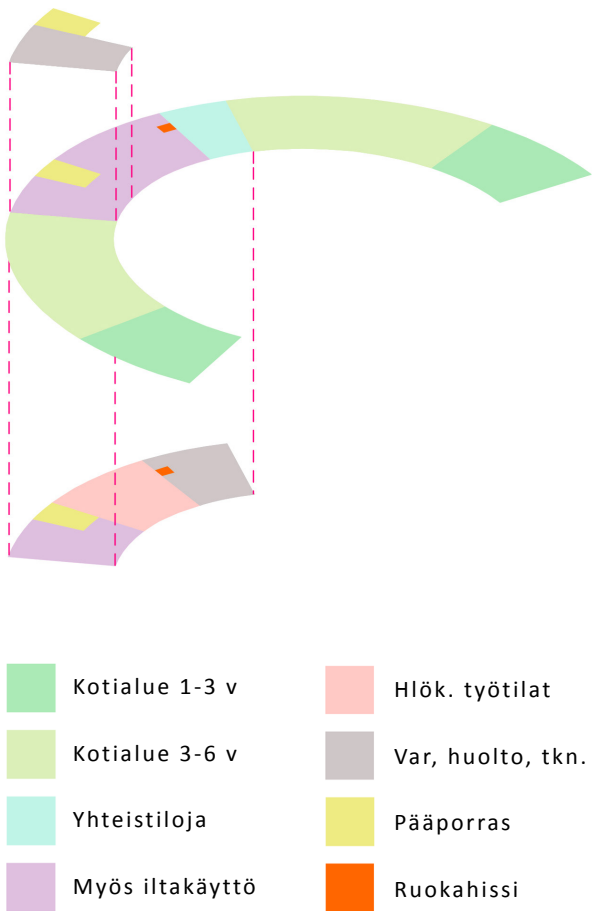 Kotialue 1-3 v
Kotialue 3-6 v
Yhteistiloja
Myös iltakäyttö
Hlök. työtilat
Var, huolto, tkn.
Pääporras
Ruokahissi